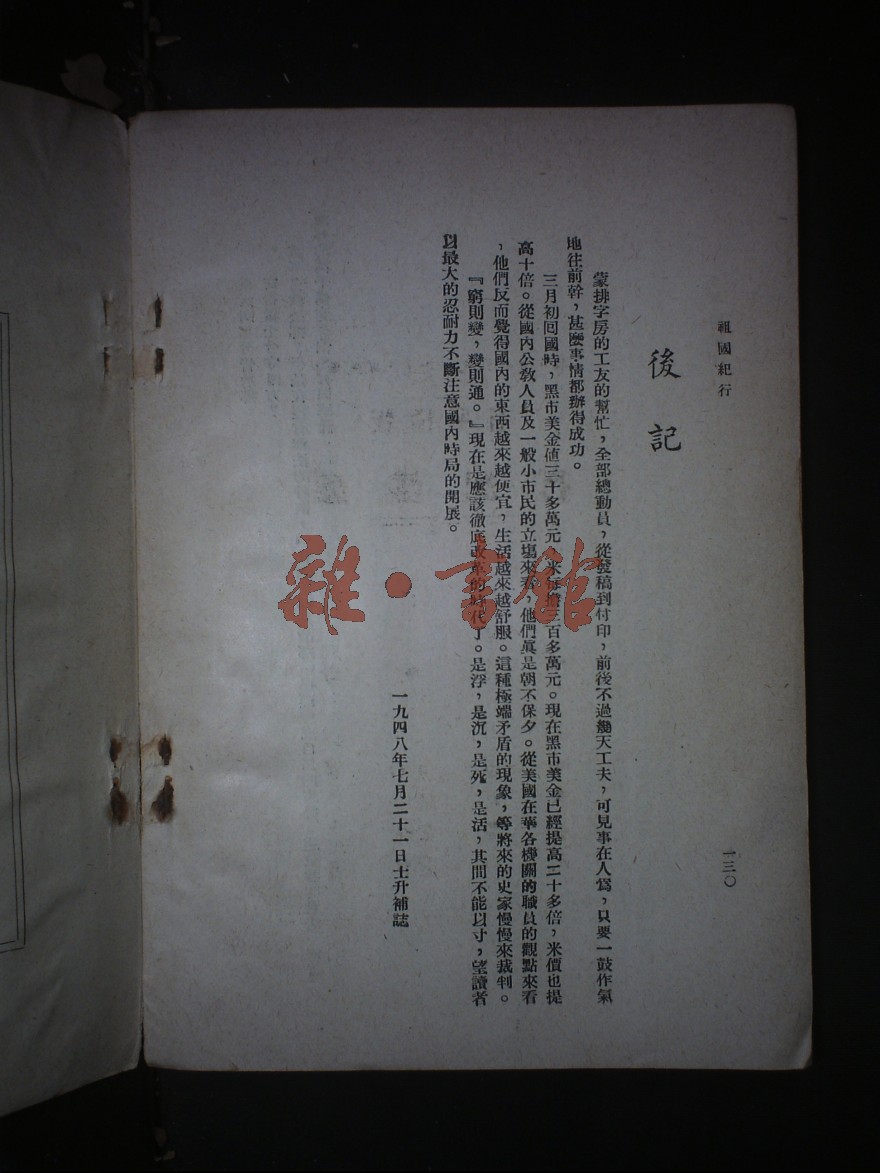 祖國紀行
一三〇
後記
蒙排字房的工友的幫忙，全部總動員，從發稿到付印，前後不過幾天工夫，可見事在人爲，只要一鼓作氣
地往前幹，甚麼事情都辦得成功。
三月初回國時，黑市美金值三十多萬元，米每擔三百多萬元。現在黑市美金已經提高二十多倍，米價也提
高十倍。從國內公敎人員及一般小市民的立塲來看，他們眞是朝不保夕。從美國在華各機關的職員的觀點來看
，他們反而覺得國內的東西越來越便宜，生活越來越舒服。這種極端矛盾的現象，等將來的史家慢慢來裁判。
『窮則變，變則通。』現在是應該徹底改革的時代了。是浮，是沉，是死，是活，其間不能以寸，望讀者
以最大的忍耐力不斷注意國內時局的開展。
一九四八年七月二十一日士升補誌
雜·書館